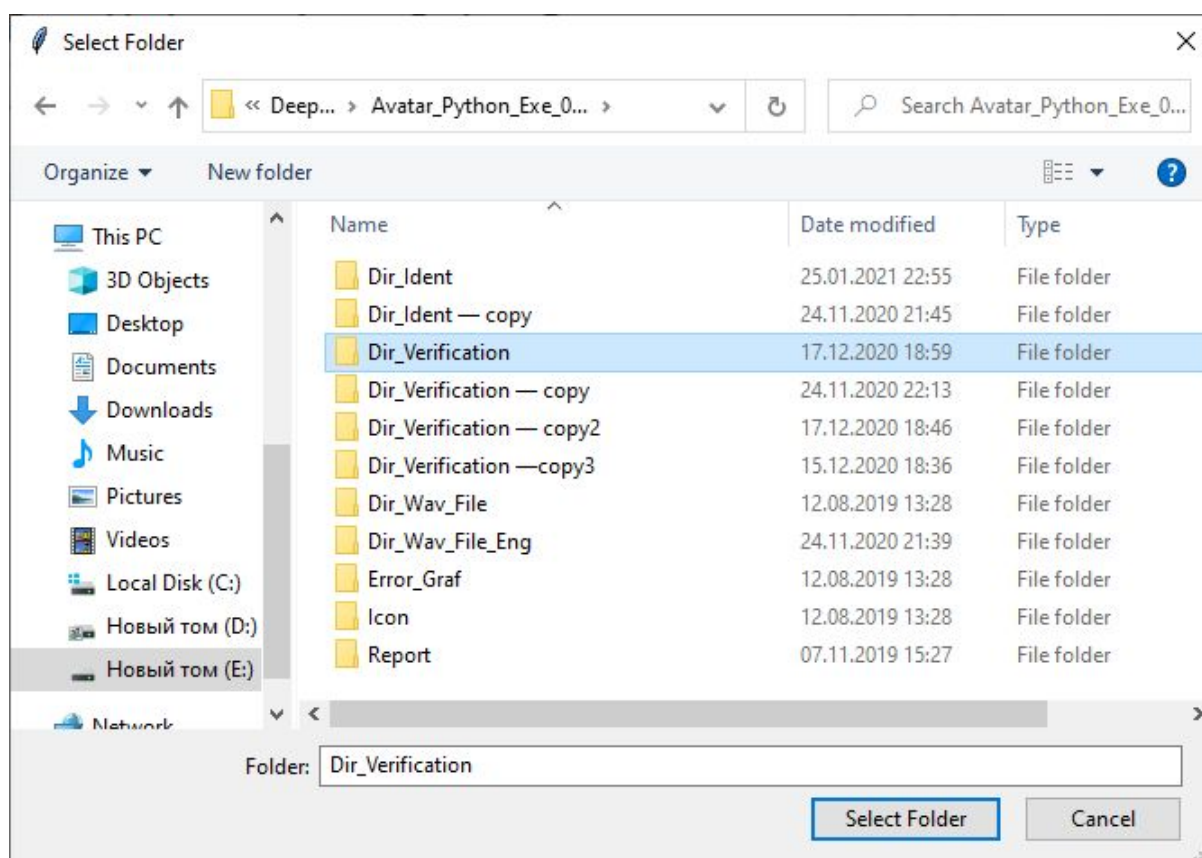 Select Folder
« Deep... › Avatar_Python_Exe_0... ›
Search Avatar_Python_Exe_0...
Organize
New folder
Name Date modified Type
This PC
3D Objects
Desktop
Documents
Downloads
Music
Pictures
Videos
Local Disk (C:)
Новый том (D:)
Новый том (E:)
Network
Dir_Ident 25.01.2021 22:55 File folder
Dir_Ident — copy 24.11.2020 21:45 File folder
Dir_Verification 17.12.2020 18:59 File folder
Dir_Verification — copy 24.11.2020 22:13 File folder
Dir_Verification — copy2 17.12.2020 18:46 File folder
Dir_Verification —copy3 15.12.2020 18:36 File folder
Dir_Wav_File 12.08.2019 13:28 File folder
Dir_Wav_File_Eng 24.11.2020 21:39 File folder
Error_Graf 12.08.2019 13:28 File folder
Icon 12.08.2019 13:28 File folder
Report 07.11.2019 15:27 File folder
Folder: Dir_Verification
Select Folder
Cancel